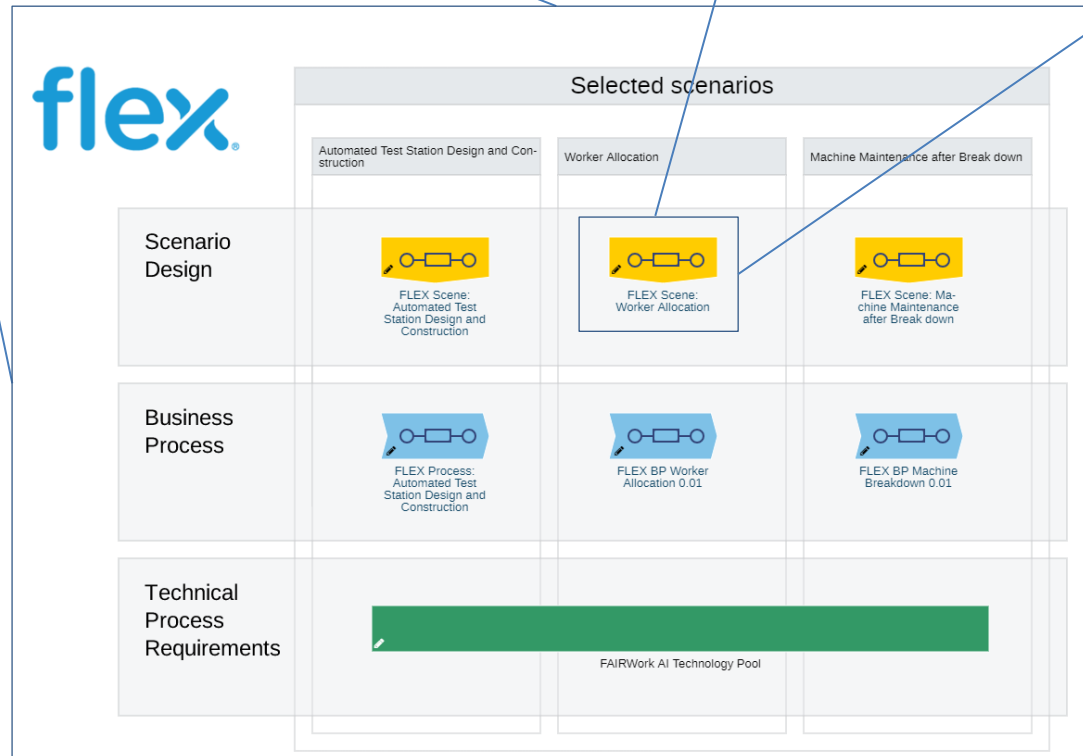 flex.
Selected scenarios
Automated Test Station Design and Con-
struction
Worker Allocation
Machine Maintenance after Break down
Scenario
Design
FLEX Scene:
Automated Test
Station Design and
Construction
FLEX Scene:
Worker Allocation
FLEX Scene: Ma-
chine Maintenance
after Break down
Business
Process
FLEX Process:
Automated Test
Station Design and
Construction
FLEX BP Worker
Allocation 0.01
FLEX BP Machine
Breakdown 0.01
Technical
Process
Requirements
FAIRWork AI Technology Pool